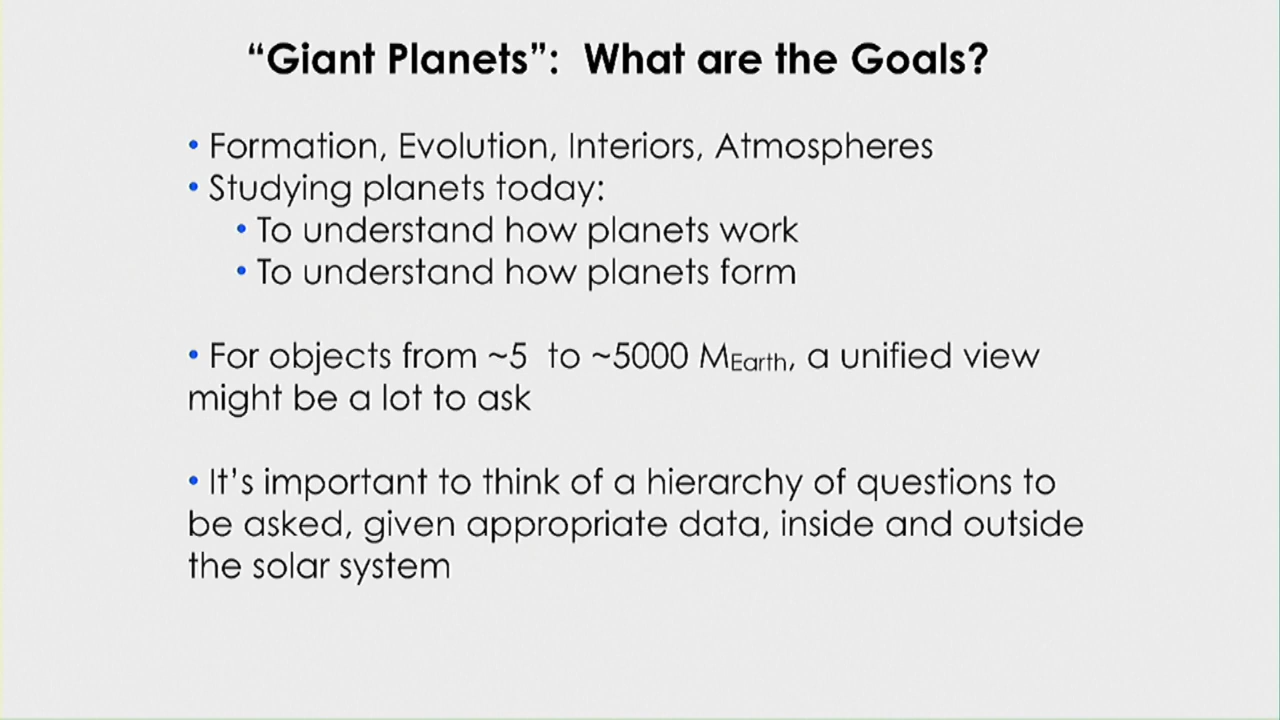 “Giant Planets”:  What are the Goals?
• Formation, Evolution, Interiors, Atmospheres
• Studying planets today:
• To understand how planets work
• To understand how planets form
• For objects from ~5  to ~5000 MEarth, a unified view
might be a lot to ask
• It’s important to think of a hierarchy of questions to
be asked, given appropriate data, inside and outside
the solar system